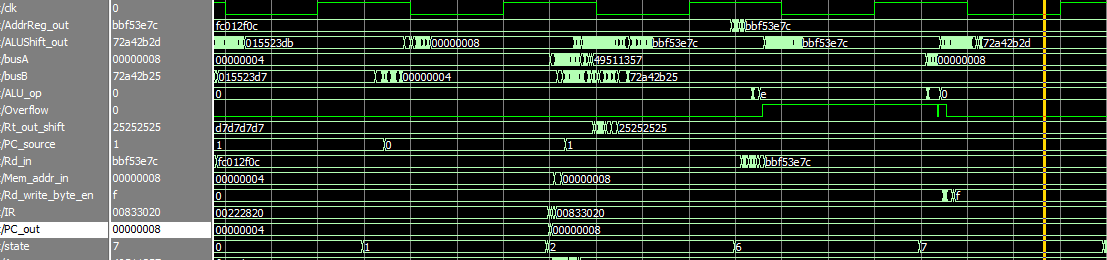 :/clk 0
:/AddrReg_out bbf53e7c fc012f0c bbf53e7c
:/ALUShift_out 72a42b2d 015523db 00000008 bbf53e7c bbf53e7c 72a42b2d
:/busA 00000008 00000004 49511357 00000008
:/busB 72a42b25 015523d7 00000004 72a42b25
:/ALU_op 0 0 e 0
:/Overflow 0
:/Rt_out_shift 25252525 d7d7d7d7 25252525
:/PC_source 1 1 0 1
:/Rd_in bbf53e7c fc012f0c bbf53e7c
:/Mem_addr_in 00000008 00000004 00000008
:/Rd_write_byte_en f 0 f
:/IR 00833020 00222820 00833020
:/PC_out 00000008 00000004 00000008
:/state 7 0 1 2 6 7